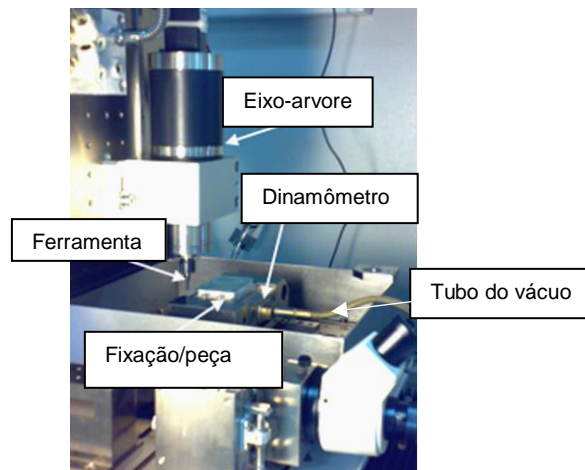 Eixo-arvore
Dinamômetro
Ferramenta
Tubo do vácuo
Fixação/peça